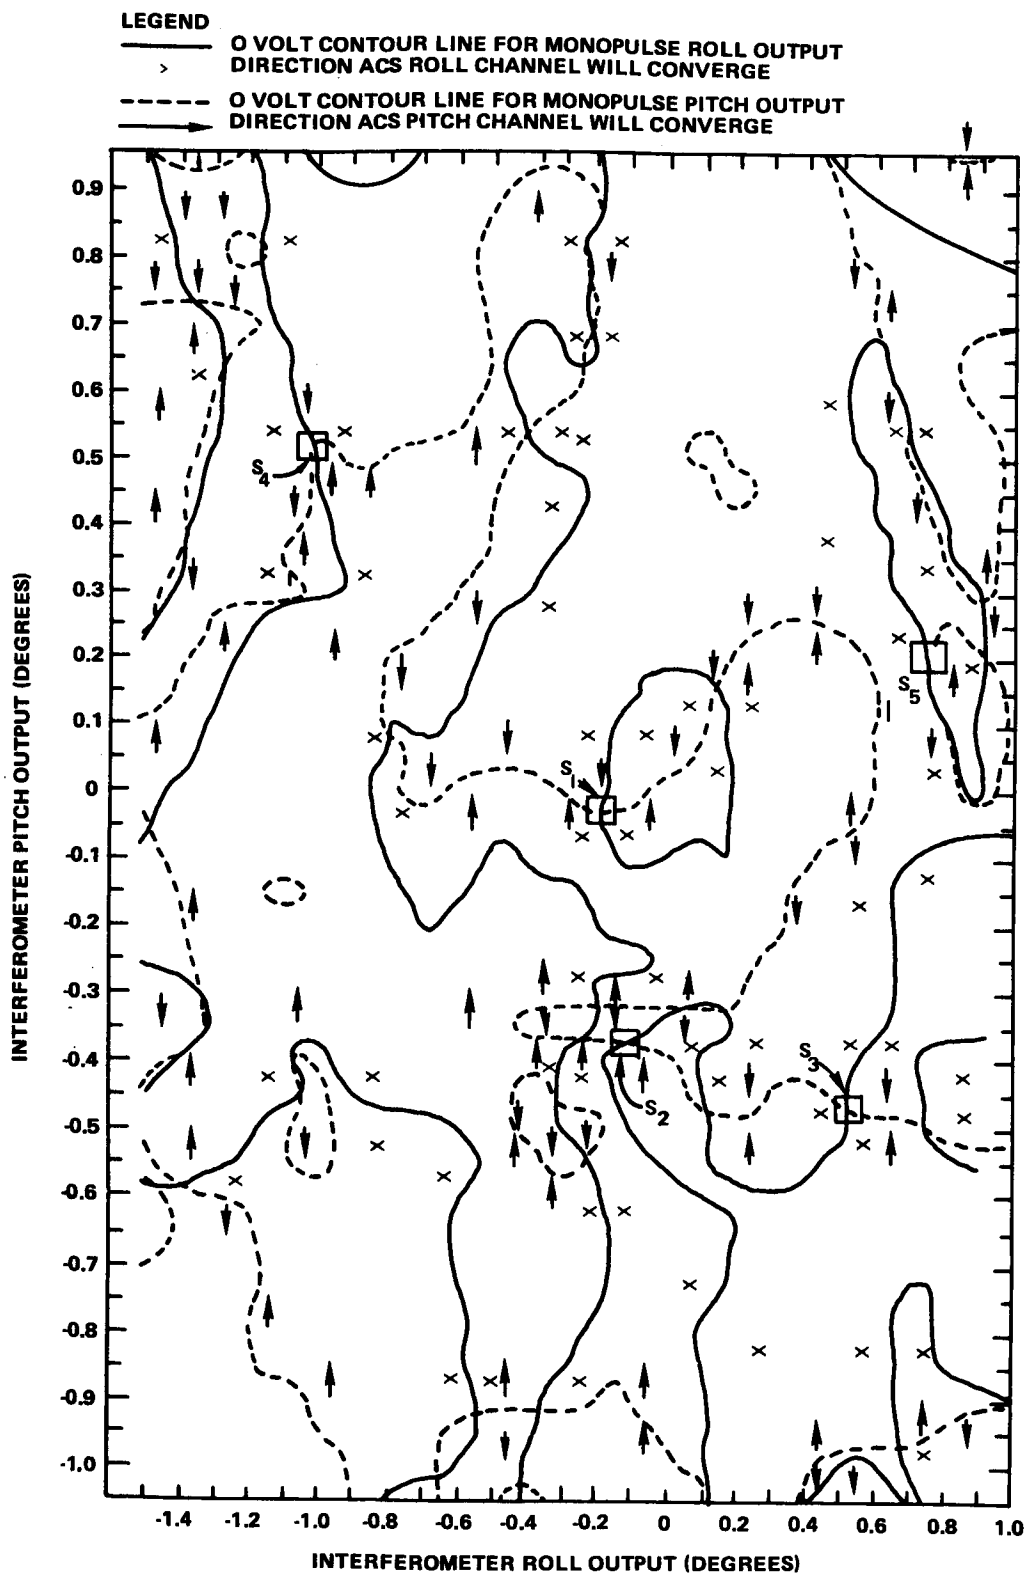 LEGEND
O VOLT CONTOUR LINE FOR MONOPULSE ROLL OUTPUT
DIRECTION ACS ROLL CHANNEL WILL CONVERGE
O VOLT CONTOUR LINE FOR MONOPULSE PITCH OUTPUT
DIRECTION ACS PITCH CHANNEL WILL CONVERGE
INTERFEROMETER PITCH OUTPUT (DEGREES)
0.9
0.8
0.7
0.6
0.5
0.4
0.3
0.2
0.1
0
-0.1
-0.2
-0.3
-0.4
-0.5
-0.6
-0.7
-0.8
-0.9
-1.0
S4
S5
S1
S3
S2
-1.4 -1.2 -1.0 -0.8 -0.6 -0.4 -0.2 0 0.2 0.4 0.6 0.8 1.0
INTERFEROMETER ROLL OUTPUT (DEGREES)